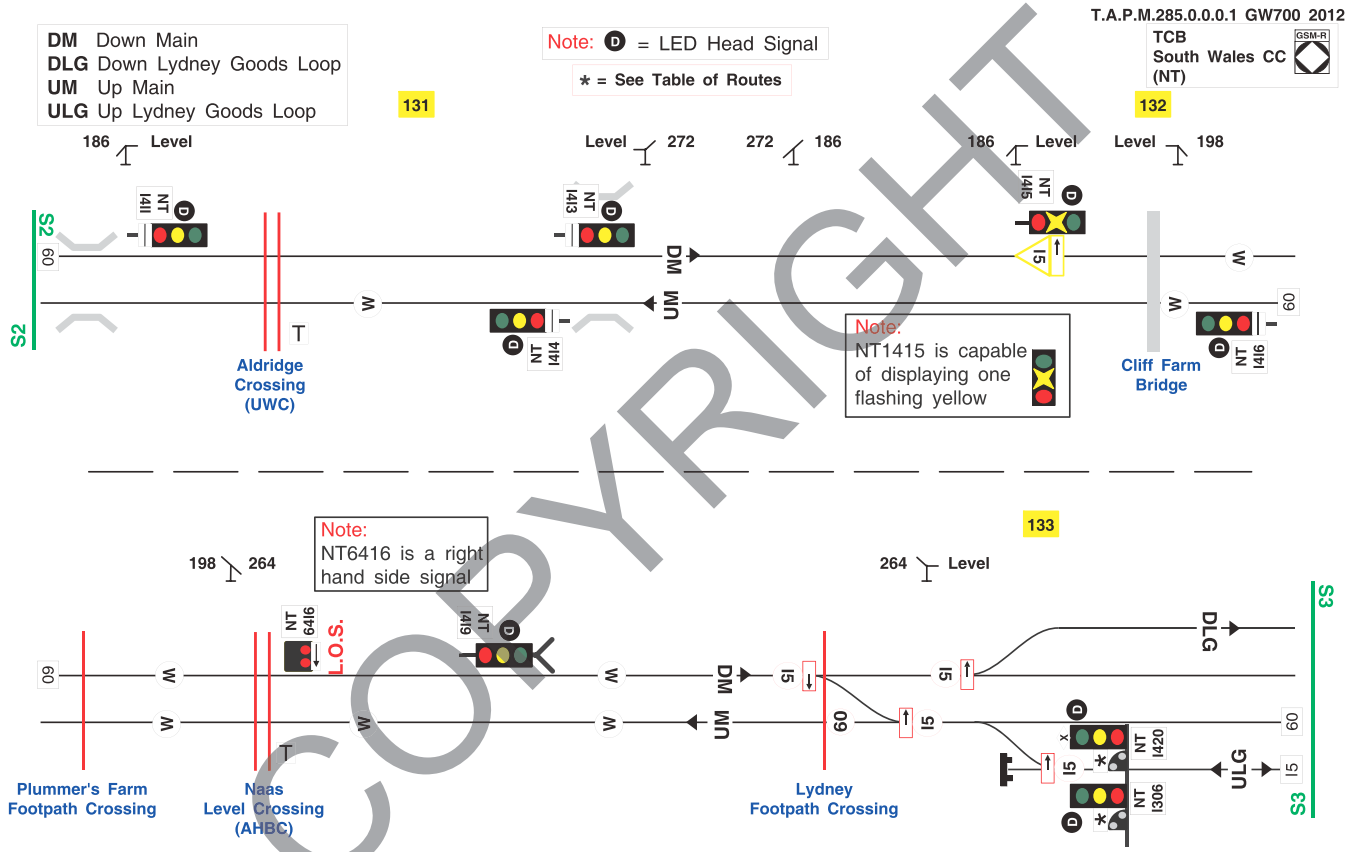 T.A.P.M.285.0.0.0.1 GW700 2012
DM Down Main
DLG Down Lydney Goods Loop
UM Up Main
ULG Up Lydney Goods Loop
Note: D = LED Head Signal
* = See Table of Routes
TCB
South Wales CC
(NT)
GSM-R
131
132
186 Level
Level 272
272 186
186 Level
Level 198
S2
NT
1411
D
NT
1413
D
NT
1415
D
60
DM
15
W
W
UM
W
60
S2
T
D
NT
1414
D
NT
1416
Aldridge
Crossing
(UWC)
Note:
NT1415 is capable
of displaying one
flashing yellow
Cliff Farm
Bridge
133
Note:
NT6416 is a right
hand side signal
198 264
264 Level
S3
NT
6416
L.O.S.
NT
1419
D
DLG
60
W
W
DM
15
15
W
W
W
UM
60
15
60
T
D
x
NT
1420
*
15
ULG
15
NT
1306
*
D
S3
Plummer's Farm
Footpath Crossing
Naas
Level Crossing
(AHBC)
Lydney
Footpath Crossing
COPYRIGHT